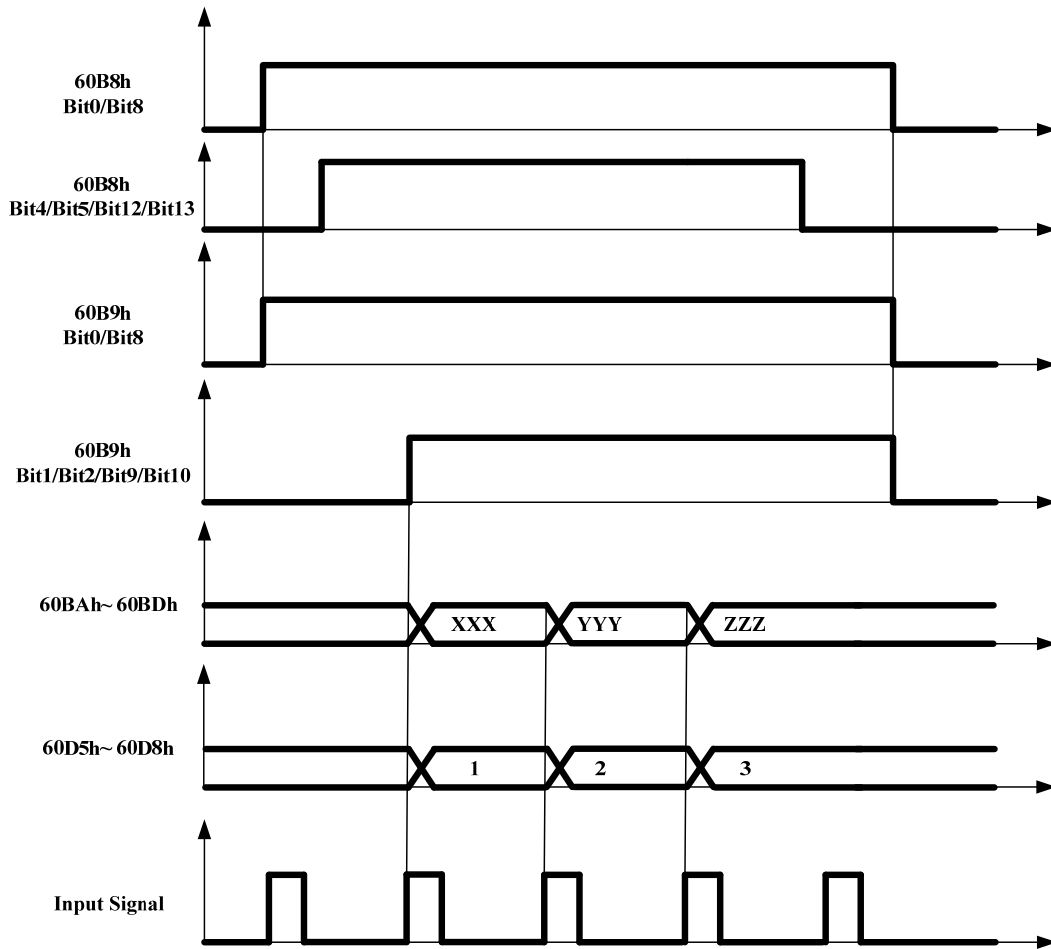 60B8h
Bit0/Bit8
60B8h
Bit4/Bit5/Bit12/Bit13
60B9h
Bit0/Bit8
60B9h
Bit1/Bit2/Bit9/Bit10
60BAh~ 60BDh
XXX
YYY
ZZZ
60D5h~ 60D8h
1
2
3
Input Signal